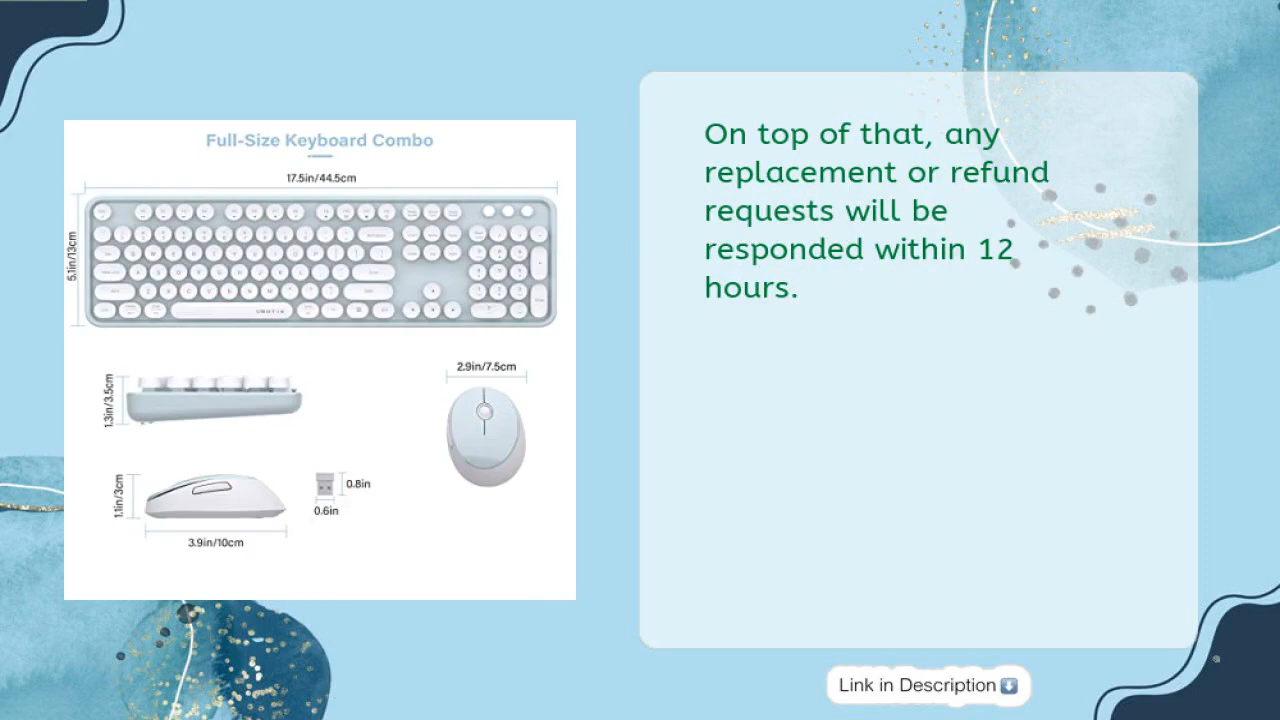 Full-Size Keyboard Combo
17.5in/44.5cm
5.1in/13cm
1.3in/3.5cm
2.9in/7.5cm
1.1in/3cm
0.8in
0.6in
3.9in/10cm
On top of that, any
replacement or refund
requests will be
responded within 12
hours.
Link in Description